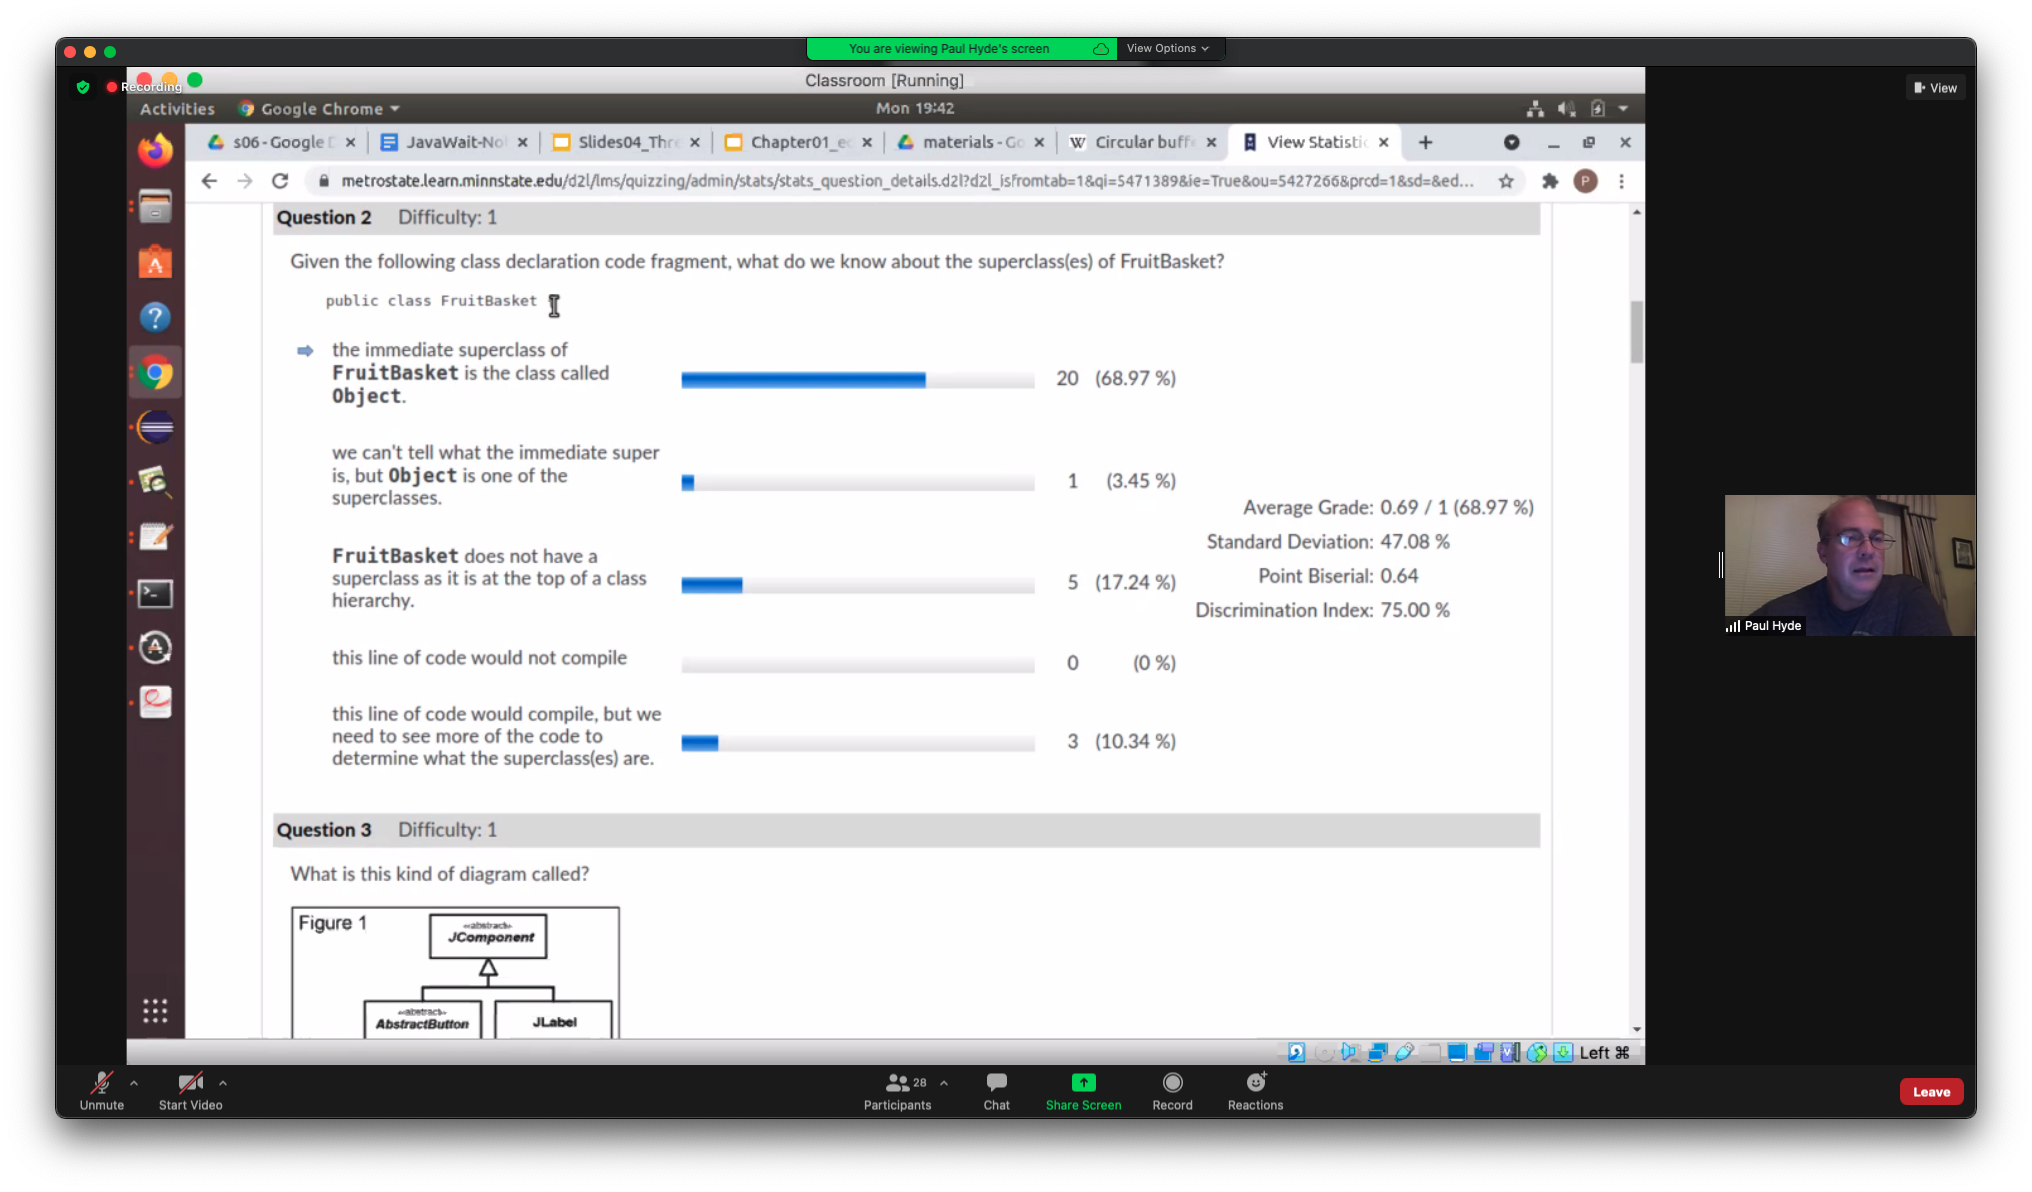 You are viewing Paul Hyde's screen
View Options
Recording
View
Classroom [Running]
Activities
Google Chrome
Mon 19:42
s06 - Google
JavaWait-No
Slides04_Thr
Chapter01_e
materials - Go
Circular buff
View Statisti
metrostate.learn.minnstate.edu/d2l/lms/quizzing/admin/stats/stats_question_details.d2l?d2l_isfromtab=1&qi=5471389&ie=True&ou=5427266&prcd=1&sd=&ed...
P
Question 2 Difficulty: 1
Given the following class declaration code fragment, what do we know about the superclass(es) of FruitBasket?
public class FruitBasket
the immediate superclass of
FruitBasket is the class called
Object.
20 (68.97 %)
we can't tell what the immediate super
is, but Object is one of the
superclasses.
1 (3.45 %)
FruitBasket does not have a
superclass as it is at the top of a class
hierarchy.
5 (17.24 %)
this line of code would not compile
0 (0 %)
this line of code would compile, but we
need to see more of the code to
determine what the superclass(es) are.
3 (10.34 %)
Average Grade: 0.69 / 1 (68.97 %)
Standard Deviation: 47.08 %
Point Biserial: 0.64
Discrimination Index: 75.00 %
Question 3 Difficulty: 1
What is this kind of diagram called?
Figure 1
«abstract»
JComponent
«abstract»
AbstractButton
JLabel
Paul Hyde
Left ⌘
Unmute
Start Video
28
Participants
Chat
Share Screen
Record
Reactions
Leave